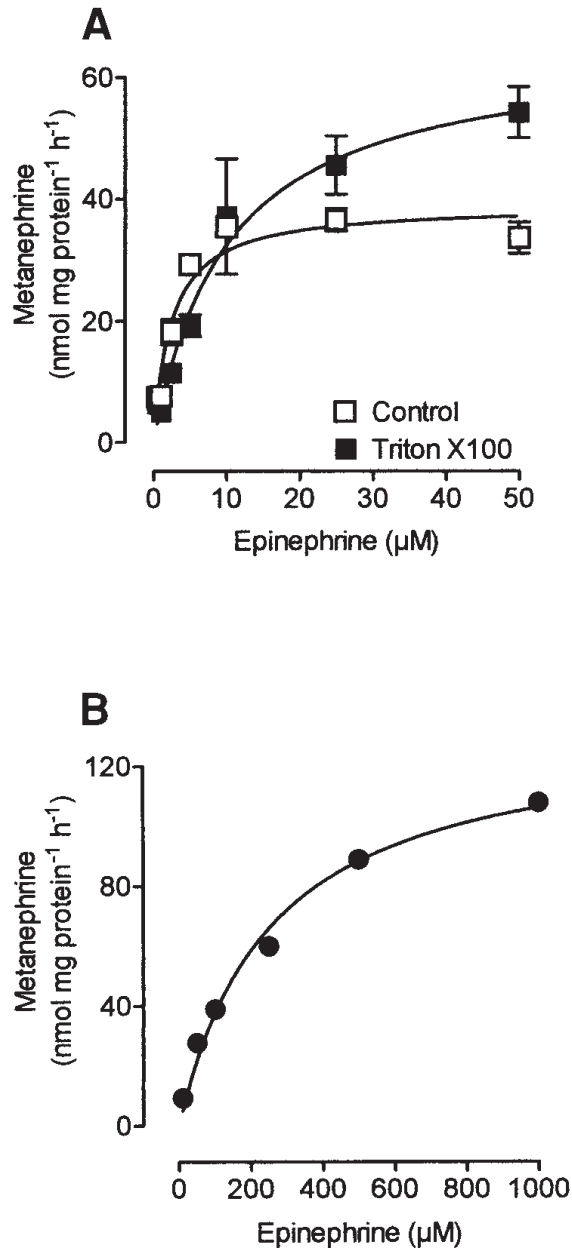 A
Metanephrine
(nmol mg protein⁻¹ h⁻¹)
60
40
20
0
Control
Triton X100
0 10 20 30 40 50
Epinephrine (µM)
B
Metanephrine
(nmol mg protein⁻¹ h⁻¹)
120
80
40
0
0 200 400 600 800 1000
Epinephrine (µM)